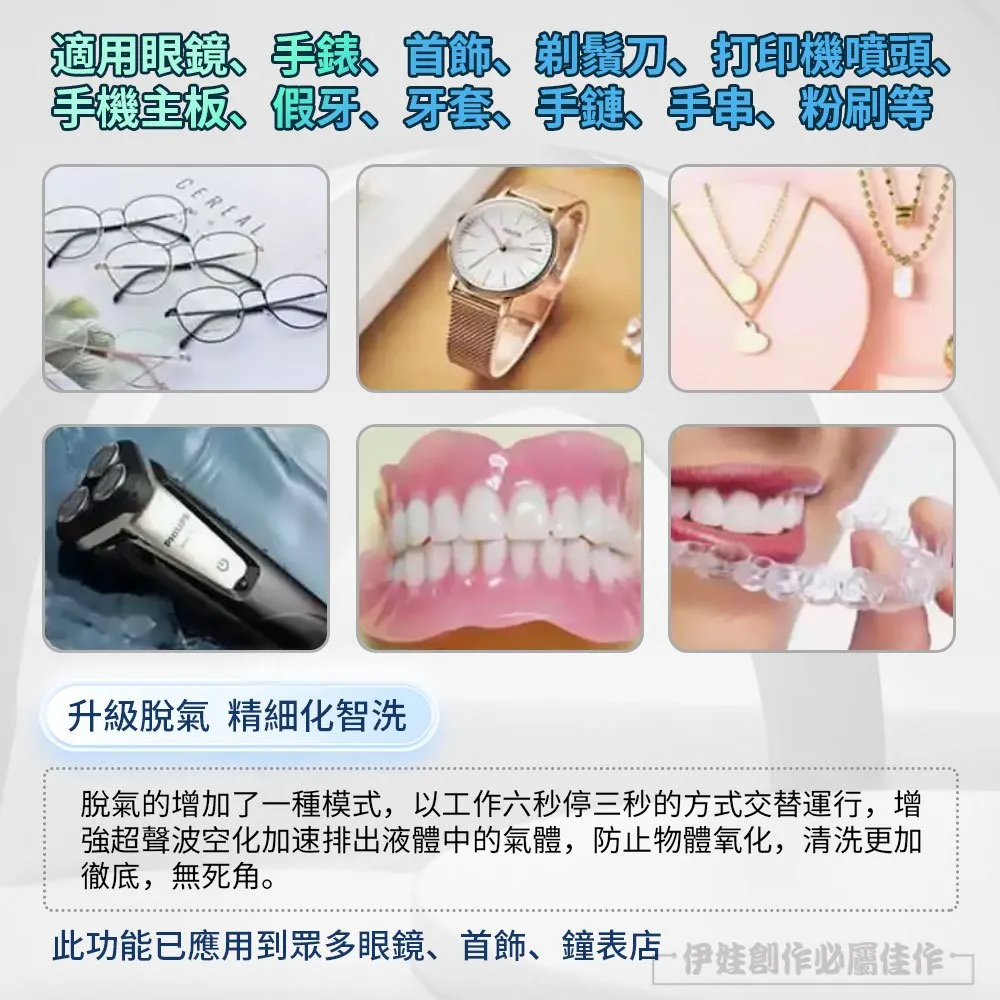 適用眼鏡、手錶、首飾、剃鬚刀、打印機噴頭、
手機主板、假牙、牙套、手鏈、手串、粉刷等
CEREAL
PHILIPS
升級脫氣 精細化智洗
脫氣的增加了一種模式，以工作六秒停三秒的方式交替運行，增
強超聲波空化加速排出液體中的氣體，防止物體氧化，清洗更加
徹底，無死角。
此功能已應用到眾多眼鏡、首飾、鐘表店
伊娃創作必屬佳作